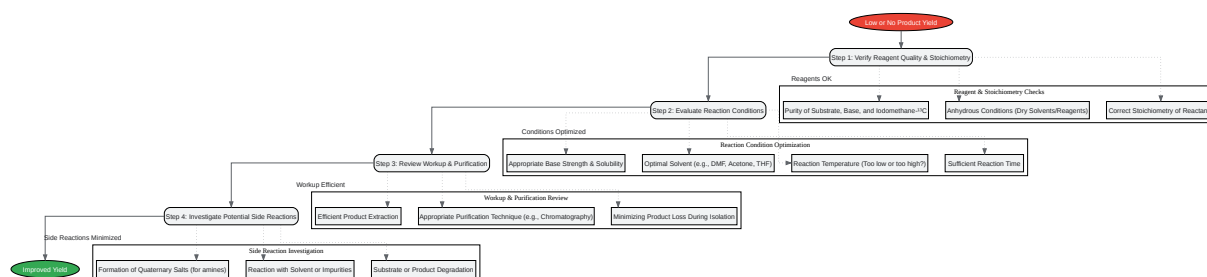 Low or No Product Yield
Step 1: Verify Reagent Quality & Stoichiometry
Reagents OK
Reagent & Stoichiometry Checks
Purity of Substrate, Base, and Iodomethane-¹³C
Anhydrous Conditions (Dry Solvents/Reagents)
Correct Stoichiometry of Reactan
Step 2: Evaluate Reaction Conditions
Conditions Optimized
Reaction Condition Optimization
Appropriate Base Strength & Solubility
Optimal Solvent (e.g., DMF, Acetone, THF)
Reaction Temperature (Too low or too high?)
Sufficient Reaction Time
Step 3: Review Workup & Purification
Workup Efficient
Workup & Purification Review
Efficient Product Extraction
Appropriate Purification Technique (e.g., Chromatography)
Minimizing Product Loss During Isolation
Step 4: Investigate Potential Side Reactions
Side Reactions Minimized
Side Reaction Investigation
Improved Yield
Formation of Quaternary Salts (for amines)
Reaction with Solvent or Impurities
Substrate or Product Degradation